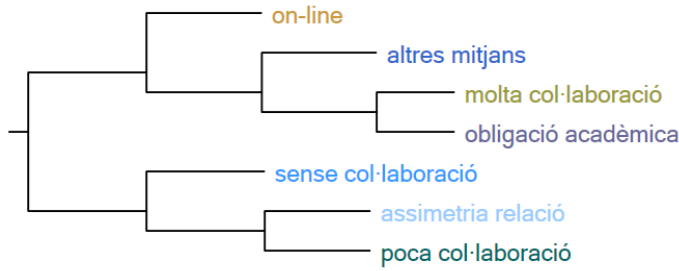 on-line
altres mitjans
molta col·laboració
obligació acadèmica
sense col·laboració
assimetria relació
poca col·laboració